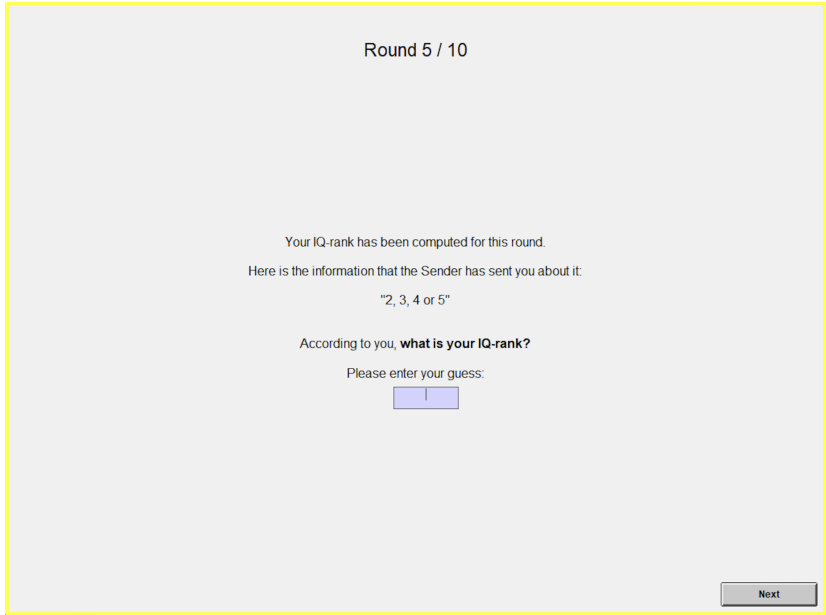 Round 5 / 10
Your IQ-rank has been computed for this round.
Here is the information that the Sender has sent you about it:
"2, 3, 4 or 5"
According to you, what is your IQ-rank?
Please enter your guess:
Next